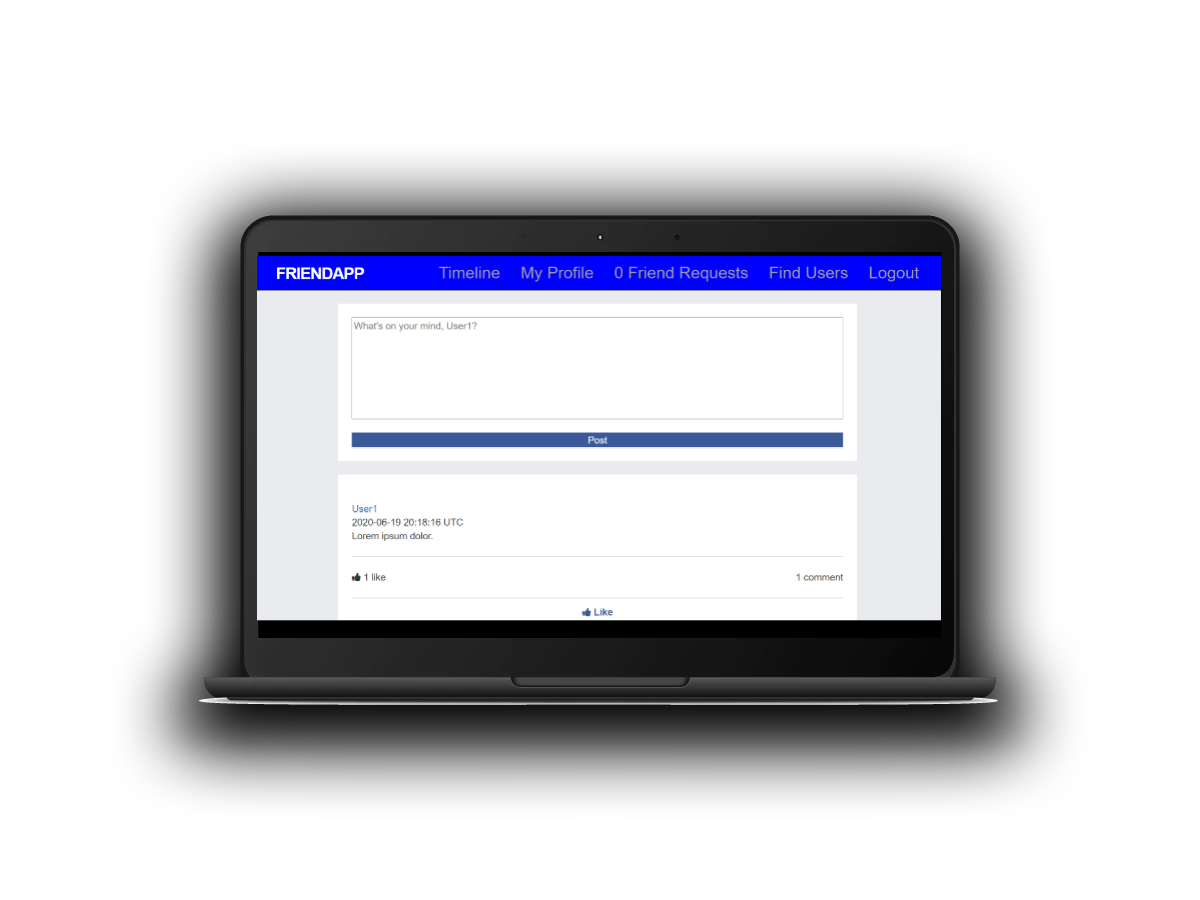 FRIENDAPP Timeline My Profile 0 Friend Requests Find Users Logout
What's on your mind, User1?
Post
User1
2020-06-19 20:18:16 UTC
Lorem ipsum dolor.
1 like 1 comment
Like